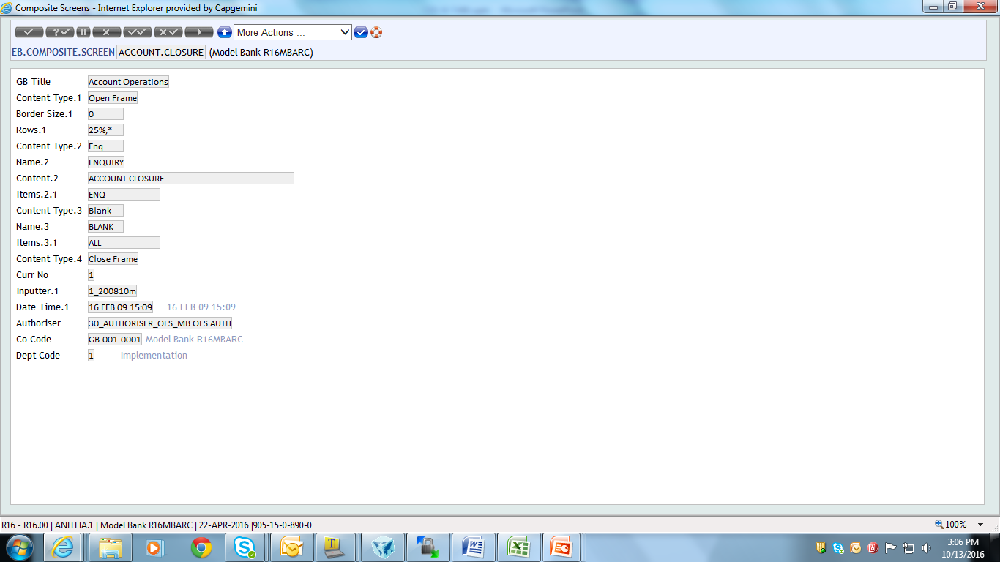 Composite Screens - Internet Explorer provided by Capgemini
More Actions ...
EB.COMPOSITE.SCREEN ACCOUNT.CLOSURE (Model Bank R16MBARC)
GB Title Account Operations
Content Type.1 Open Frame
Border Size.1 0
Rows.1 25%,*
Content Type.2 Enq
Name.2 ENQUIRY
Content.2 ACCOUNT.CLOSURE
Items.2.1 ENQ
Content Type.3 Blank
Name.3 BLANK
Items.3.1 ALL
Content Type.4 Close Frame
Curr No 1
Inputter.1 1_200810m
Date Time.1 16 FEB 09 15:09 16 FEB 09 15:09
Authoriser 30_AUTHORISER_OFS_MB.OFS.AUTH
Co Code GB-001-0001 Model Bank R16MBARC
Dept Code 1 Implementation
R16 - R16.00 | ANITHA.1 | Model Bank R16MBARC | 22-APR-2016 |905-15-0-890-0
100%
3:06 PM
10/13/2016